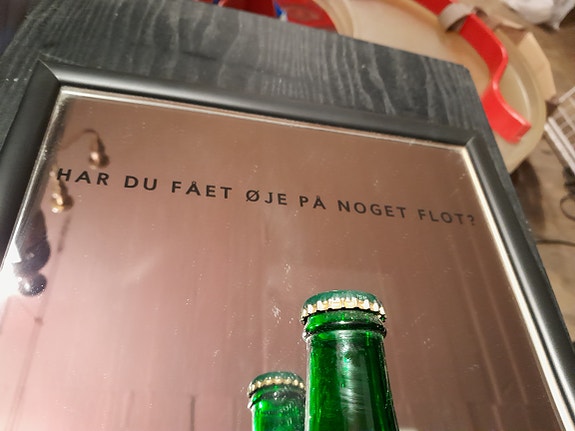 HAR DU FÅET ØJE PÅ NOGET FLOT?